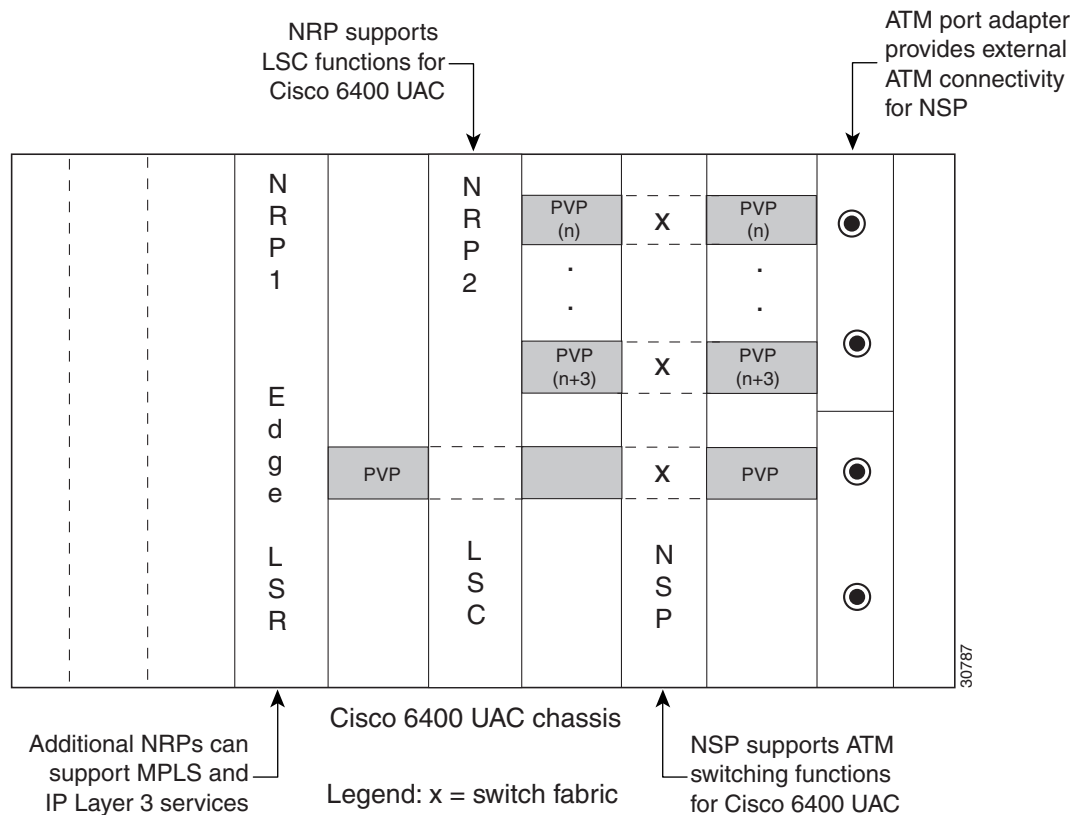 NRP supports
LSC functions for
Cisco 6400 UAC
ATM port adapter
provides external
ATM connectivity
for NSP
N
R
P
1
E
d
g
e
L
S
R
N
R
P
2
L
S
C
PVP
(n)
x
PVP
(n)
.
.
.
.
PVP
(n+3)
x
PVP
(n+3)
PVP
x
PVP
N
S
P
30787
Cisco 6400 UAC chassis
Additional NRPs can
support MPLS and
IP Layer 3 services
Legend: x = switch fabric
NSP supports ATM
switching functions
for Cisco 6400 UAC